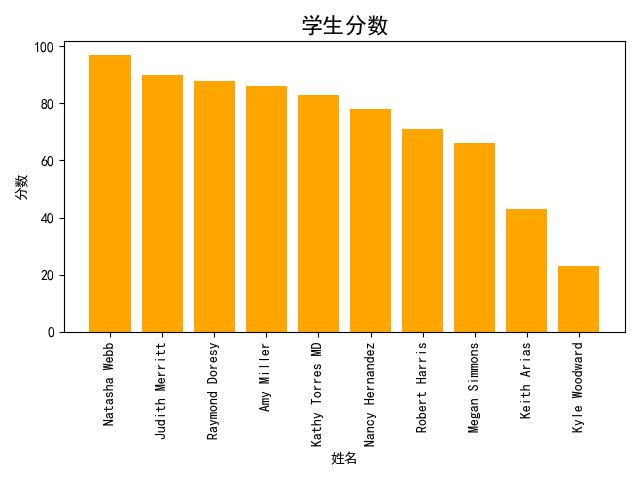 学生分数
100
80
60
40
20
0
分数
Natasha Webb
Judith Merritt
Raymond Doresy
Amy Miller
Kathy Torres MD
Nancy Hernandez
Robert Harris
Megan Simmons
Keith Arias
Kyle Woodward
姓名